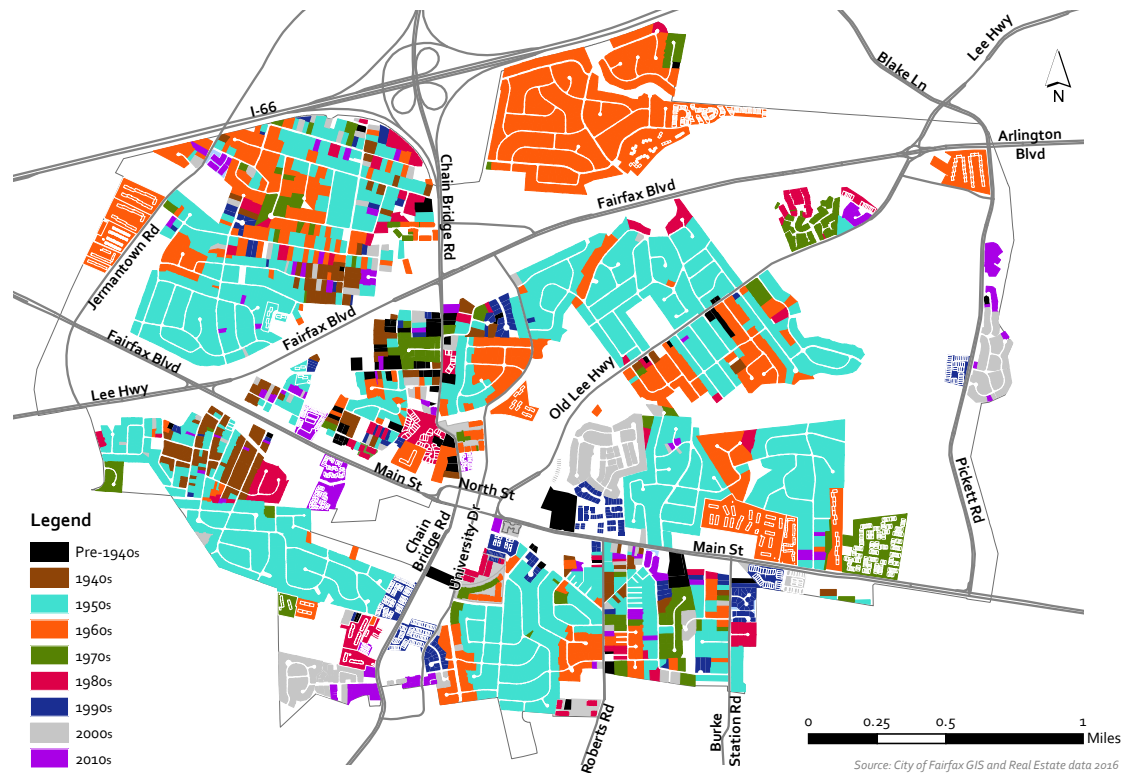 Lee Hwy
Blake Ln
N
I-66
Arlington
Blvd
Chain Bridge Rd
Fairfax Blvd
Jermantown Rd
Fairfax Blvd
Fairfax Blvd
Lee Hwy
Old Lee Hwy
Main St
North St
Pickett Rd
Chain
Bridge Rd
University Dr
Main St
Legend
Pre-1940s
1940s
1950s
1960s
1970s
1980s
1990s
2000s
2010s
Roberts Rd
Burke
Station Rd
0 0.25 0.5 1
Miles
Source: City of Fairfax GIS and Real Estate data 2016